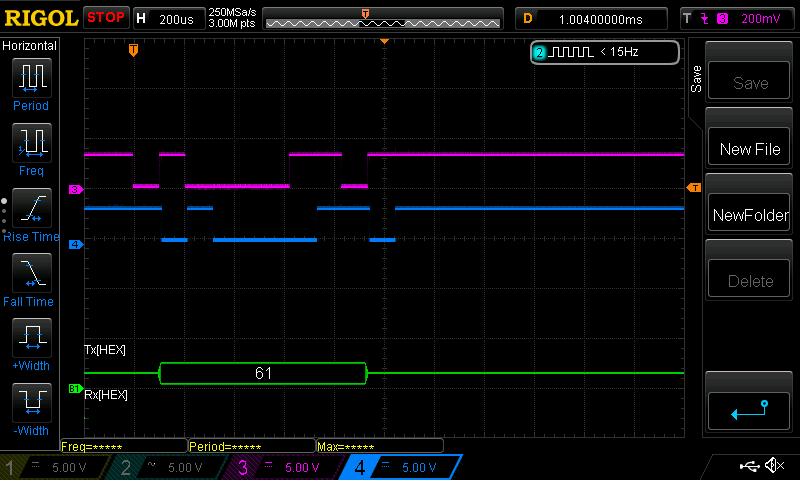 RIGOL STOP H 200us 250MSa/s 3.00M pts T D 1.00400000ms T 3 200mV
Horizontal
2 < 15Hz
T
Period
Freq
Rise Time
Fall Time
+Width
-Width
3
4
T
Tx[HEX]
61
B1
Rx[HEX]
Save
Save
New File
NewFolder
Delete
Freq=***** Period=***** Max=*****
1 5.00 V 2 ~ 5.00 V 3 5.00 V 4 5.00 V